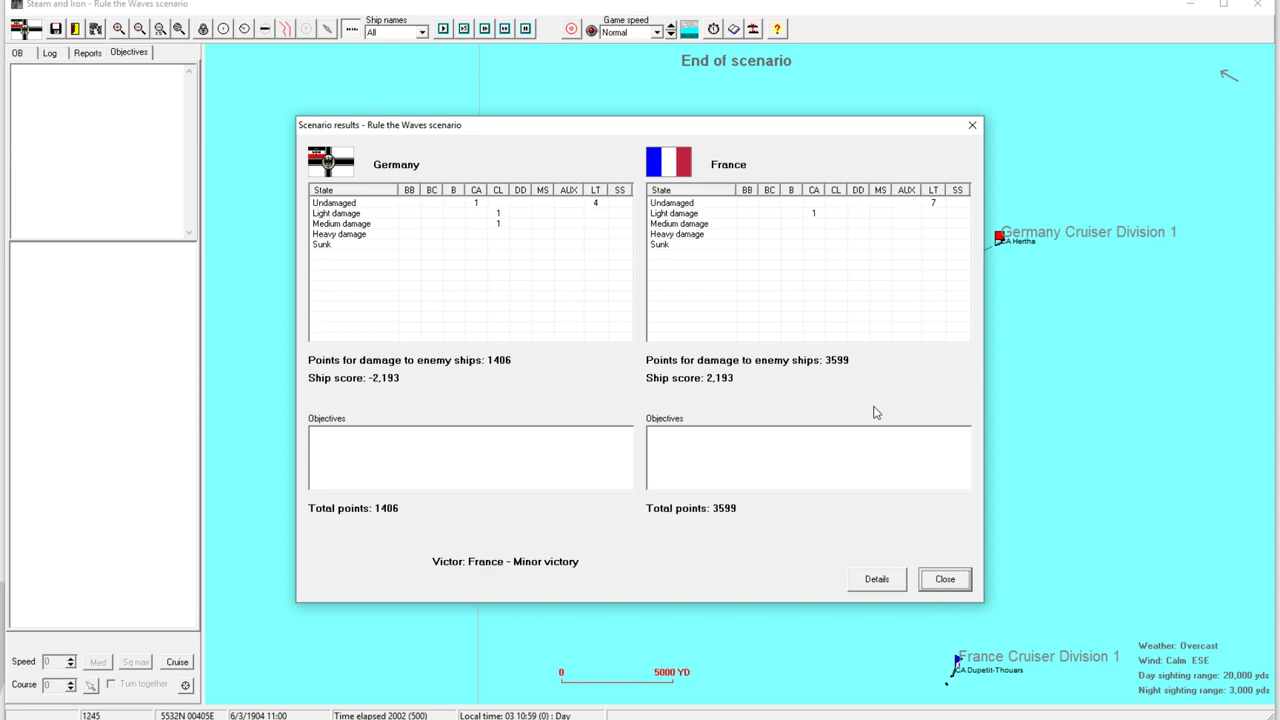 Steam and Iron - Rule the Waves scenario
Ship names
All
Game speed
Normal
OB Log Reports Objectives
End of scenario
Scenario results - Rule the Waves scenario
Germany
State BB BC B CA CL DD MS AUX LT SS
Undamaged 1 4
Light damage 1
Medium damage 1
Heavy damage
Sunk
Points for damage to enemy ships: 1406
Ship score: -2,193
Objectives
Total points: 1406
France
State BB BC B CA CL DD MS AUX LT SS
Undamaged 7
Light damage 1
Medium damage
Heavy damage
Sunk
Points for damage to enemy ships: 3599
Ship score: 2,193
Objectives
Total points: 3599
Victor: France - Minor victory
Details Close
Germany Cruiser Division 1
CA Hertha
France Cruiser Division 1
CA Dupetit-Thouars
0 5000 YD
Weather: Overcast
Wind: Calm ESE
Day sighting range: 20,000 yds
Night sighting range: 3,000 yds
Speed 0 Med Sq max Cruise
Course 0 Turn together
1245 5532N 00405E 6/3/1904 11:00 Time elapsed 2002 (500) Local time: 03 10:59 (0) : Day